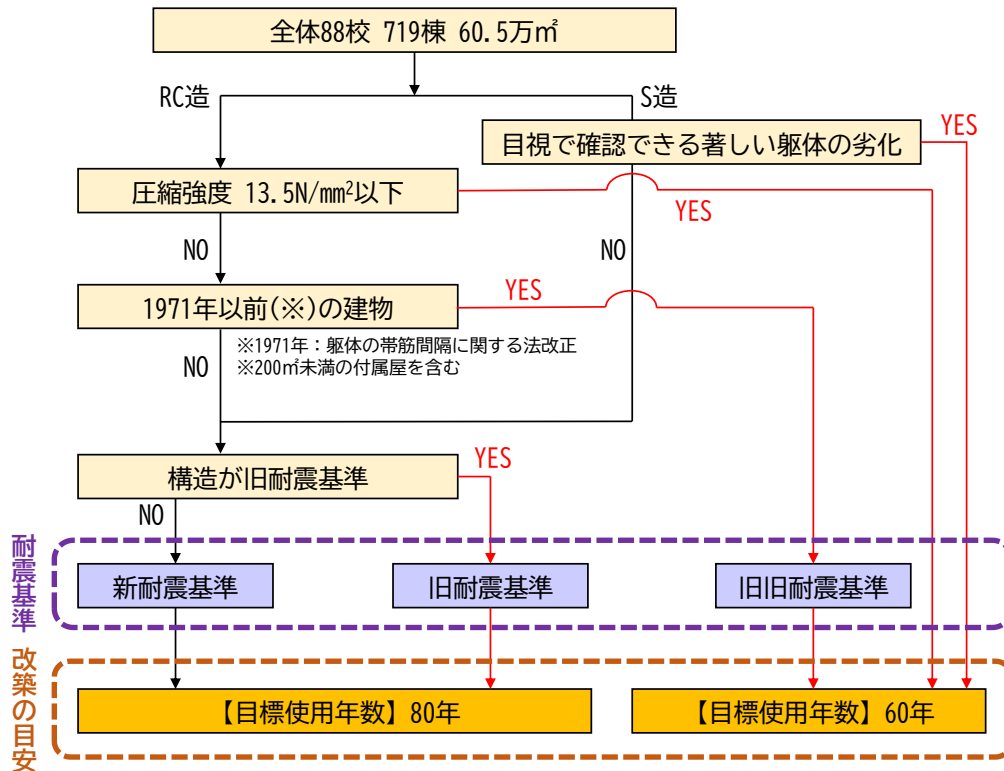 全体88校 719棟 60.5万㎡
RC造
S造
目視で確認できる著しい躯体の劣化
YES
圧縮強度 13.5N/mm²以下
YES
NO
NO
1971年以前(※)の建物
YES
※1971年：躯体の帯筋間隔に関する法改正
※200㎡未満の付属屋を含む
NO
構造が旧耐震基準
YES
NO
耐震基準
新耐震基準
旧耐震基準
旧旧耐震基準
改築の目安
【目標使用年数】80年
【目標使用年数】60年